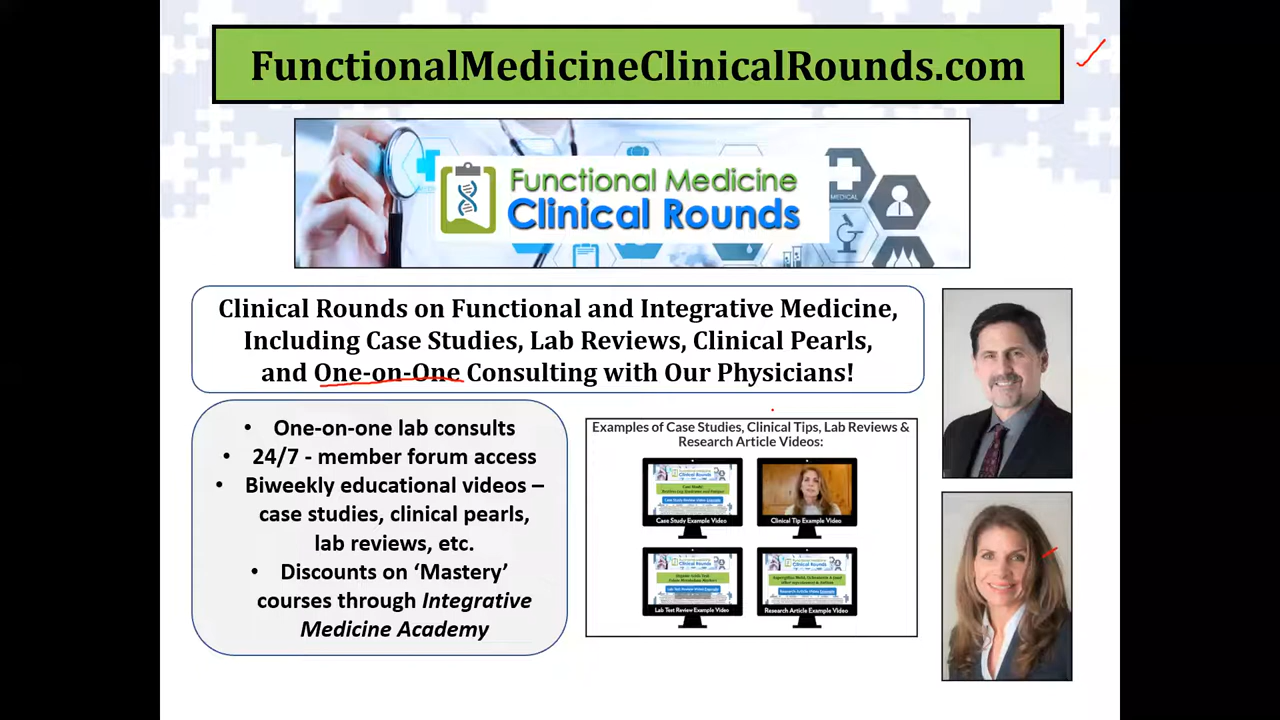 FunctionalMedicineClinicalRounds.com
MEDICAL
Functional Medicine
Clinical Rounds
Clinical Rounds on Functional and Integrative Medicine,
Including Case Studies, Lab Reviews, Clinical Pearls,
and One-on-One Consulting with Our Physicians!
• One-on-one lab consults
• 24/7 - member forum access
• Biweekly educational videos –
case studies, clinical pearls,
lab reviews, etc.
• Discounts on ‘Mastery’
courses through Integrative
Medicine Academy
Examples of Case Studies, Clinical Tips, Lab Reviews &
Research Article Videos:
Case Study Example Video
Clinical Tip Example Video
Lab Test Review Example Video
Research Article Example Video